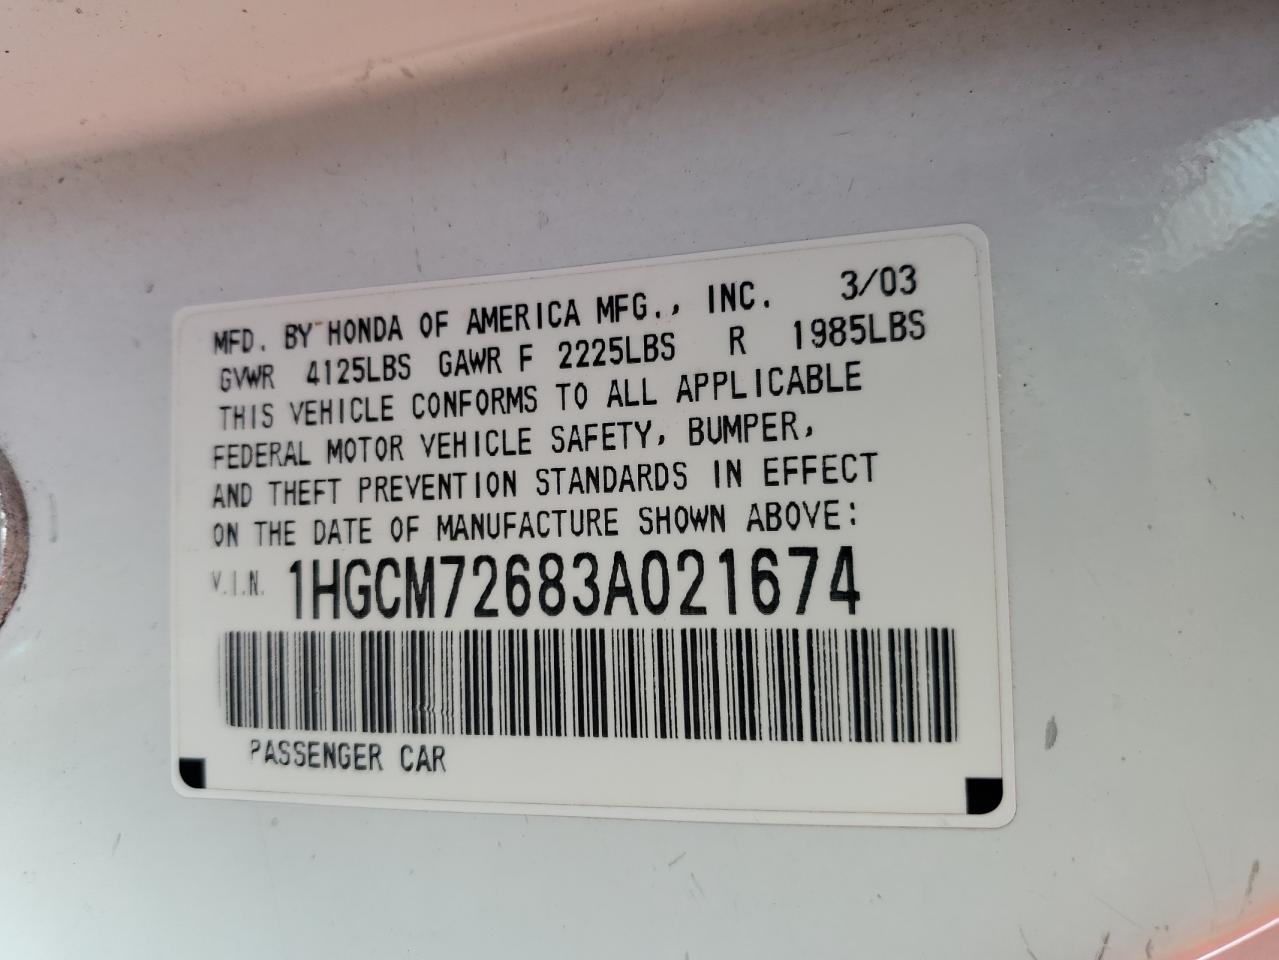 MFD. BY HONDA OF AMERICA MFG., INC. 3/03
GVWR 4125LBS GAWR F 2225LBS R 1985LBS
THIS VEHICLE CONFORMS TO ALL APPLICABLE
FEDERAL MOTOR VEHICLE SAFETY, BUMPER,
AND THEFT PREVENTION STANDARDS IN EFFECT
ON THE DATE OF MANUFACTURE SHOWN ABOVE:
V.I.N. 1HGCM72683A021674
PASSENGER CAR